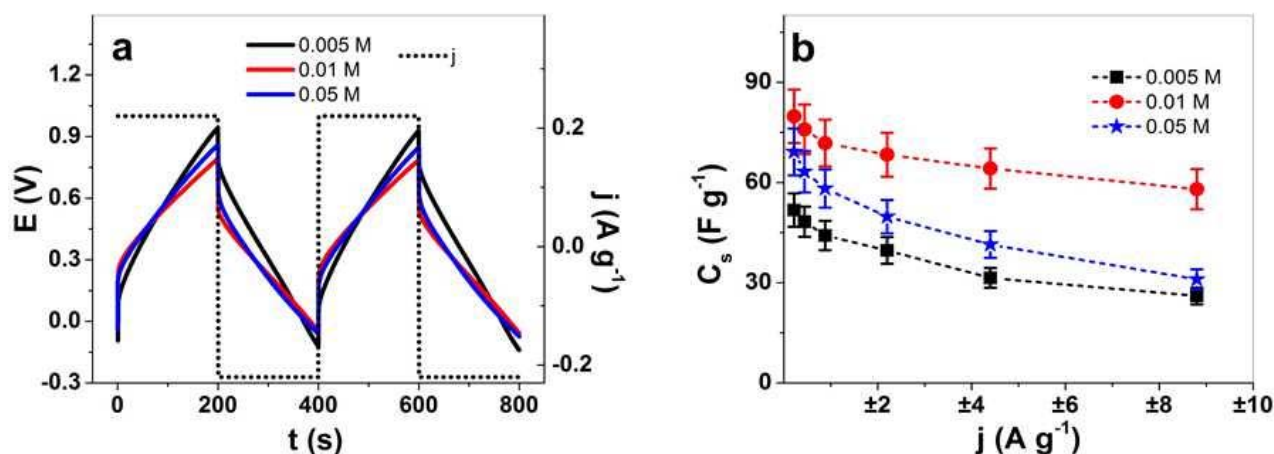 a
0.005 M
0.01 M
0.05 M
j
1.2
0.9
0.6
0.3
0.0
-0.3
E (V)
0.2
0.0
-0.2
j (A g⁻¹)
0
200
400
600
800
t (s)
b
0.005 M
0.01 M
0.05 M
90
60
30
0
Cₛ (F g⁻¹)
±2
±4
±6
±8
±10
j (A g⁻¹)